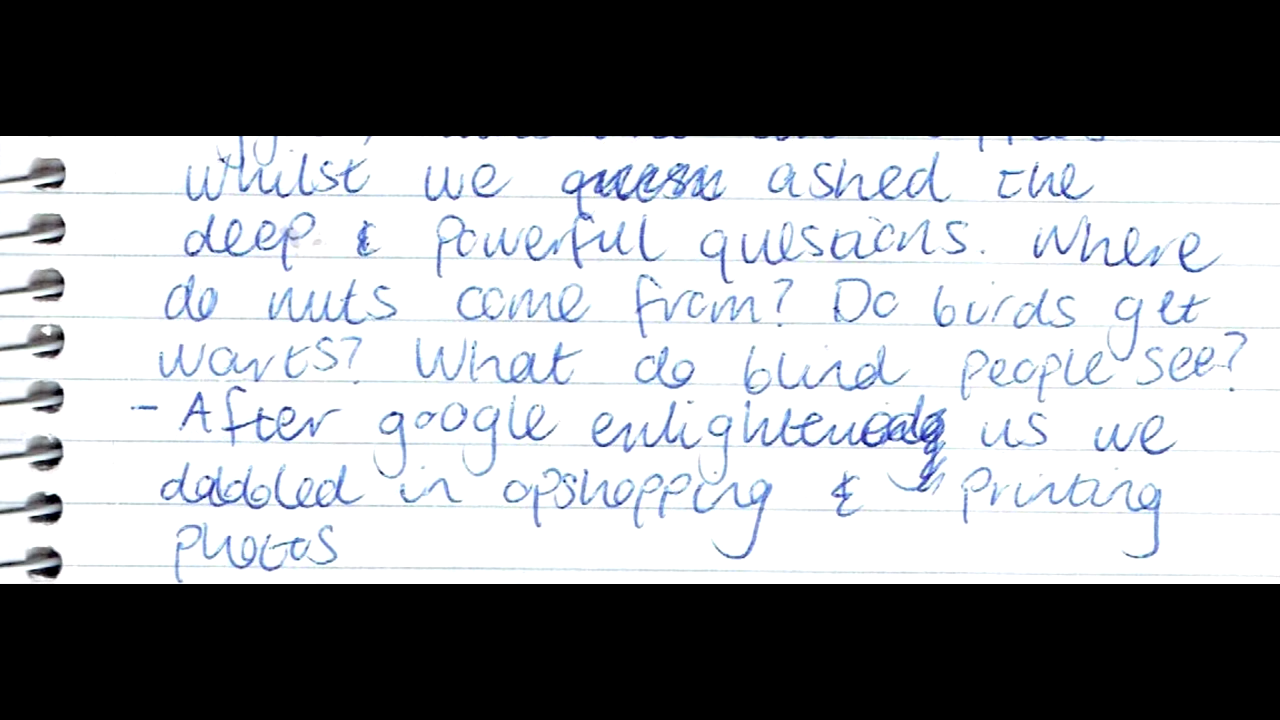 whilst we asked the
deep & powerful questions. Where
do nuts come from? Do birds get
warts? What do blind people see?
- After google enlightened us we
dabbled in opshopping & printing
photos